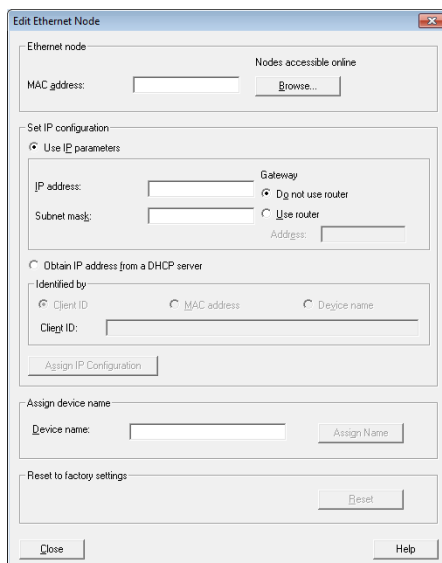 Edit Ethernet Node
Ethernet node
Nodes accessible online
MAC address:
Browse...
Set IP configuration
Use IP parameters
Gateway
IP address:
Do not use router
Subnet mask:
Use router
Address:
Obtain IP address from a DHCP server
Identified by
Client ID MAC address Device name
Client ID:
Assign IP Configuration
Assign device name
Device name:
Assign Name
Reset to factory settings
Reset
Close Help